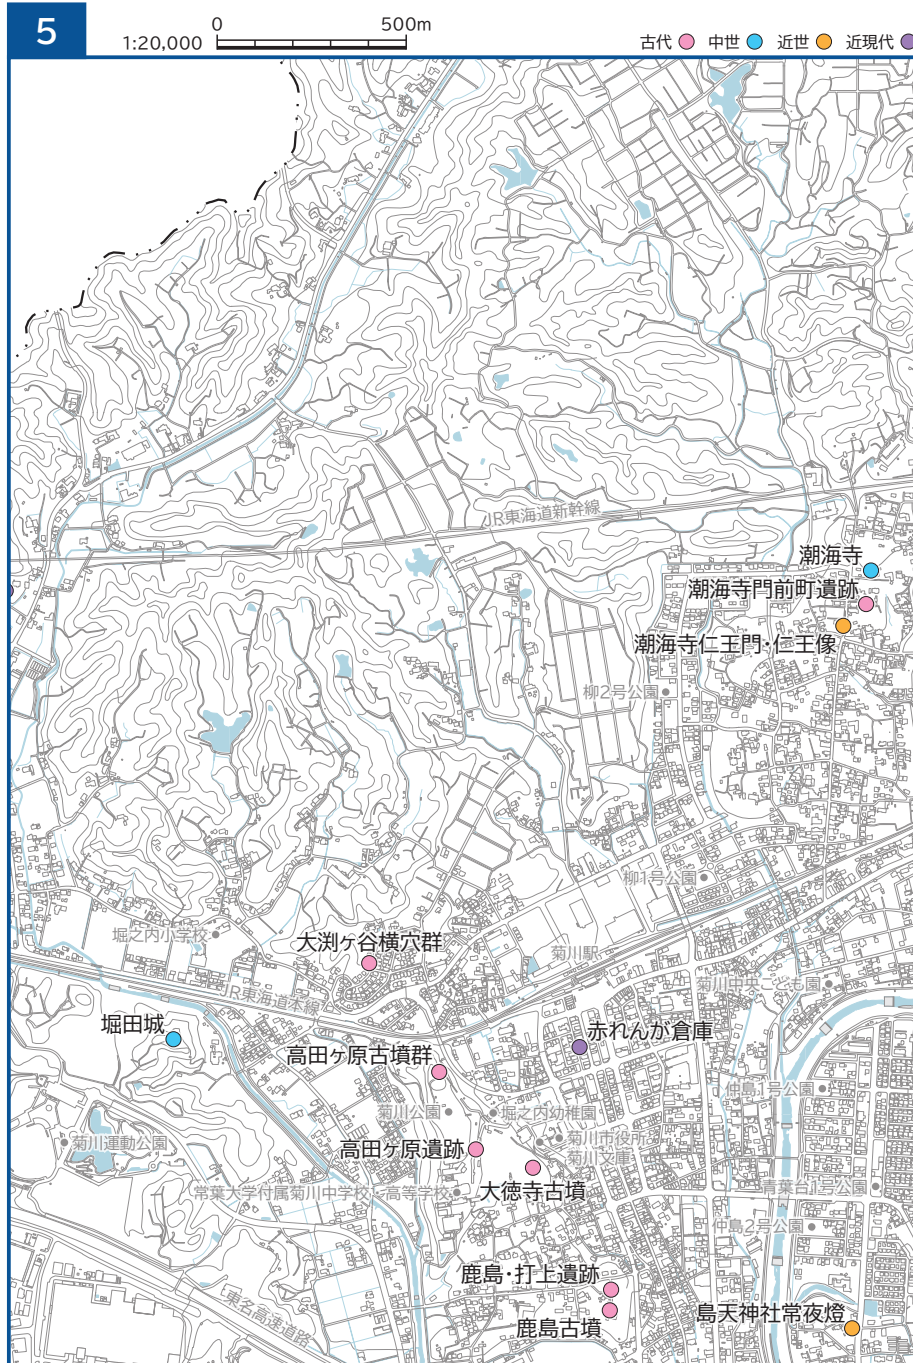 5
0 500m
1:20,000
古代 中世 近世 近現代
JR東海道新幹線
潮海寺
潮海寺門前町遺跡
潮海寺仁王門・仁王像
柳2号公園
柳1号公園
堀之内小学校
大渕ヶ谷横穴群
菊川駅
菊川中央こども園
JR東海道本線
堀田城
赤れんが倉庫
高田ヶ原古墳群
仲島1号公園
菊川公園
堀之内幼稚園
菊川運動公園
菊川市役所
菊川文庫
高田ヶ原遺跡
大徳寺古墳
常葉大学付属菊川中学校・高等学校
青葉台1号公園
仲島2号公園
鹿島・打上遺跡
東名高速道路
島天神社常夜燈
鹿島古墳